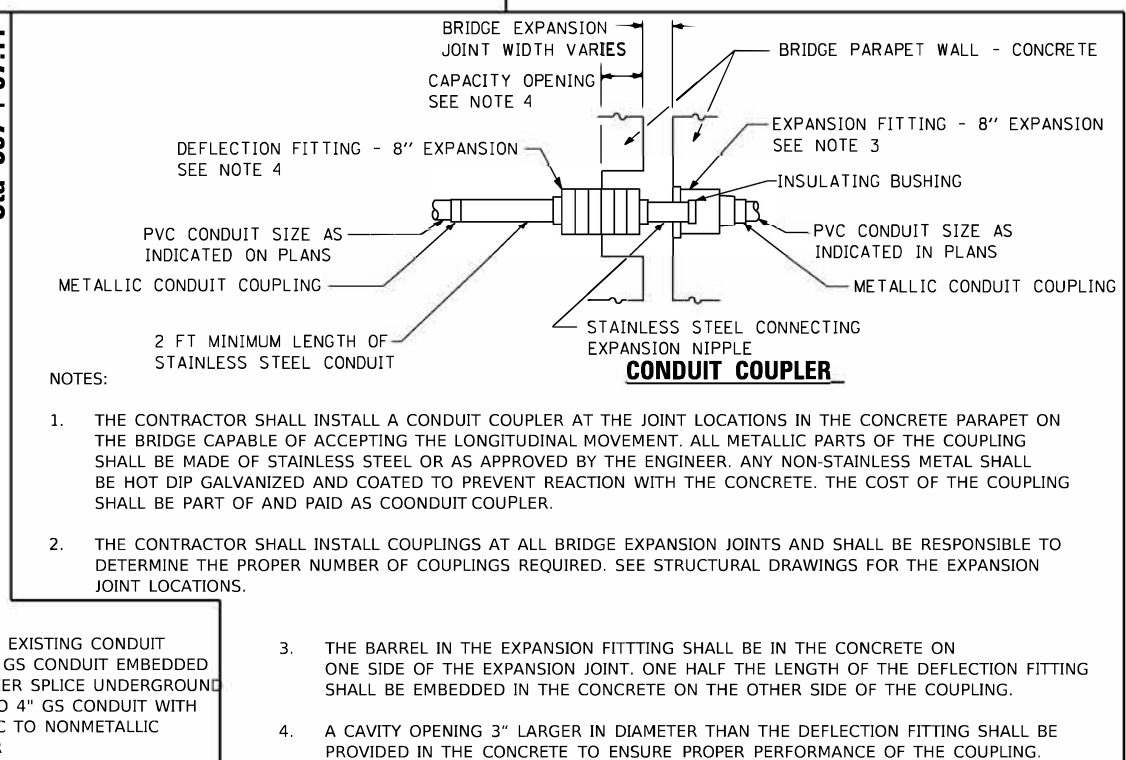 BRIDGE EXPANSION
JOINT WIDTH VARIES
CAPACITY OPENING
SEE NOTE 4
BRIDGE PARAPET WALL - CONCRETE
DEFLECTION FITTING - 8″ EXPANSION
SEE NOTE 4
EXPANSION FITTING - 8″ EXPANSION
SEE NOTE 3
INSULATING BUSHING
PVC CONDUIT SIZE AS
INDICATED ON PLANS
PVC CONDUIT SIZE AS
INDICATED IN PLANS
METALLIC CONDUIT COUPLING
METALLIC CONDUIT COUPLING
2 FT MINIMUM LENGTH OF
STAINLESS STEEL CONDUIT
STAINLESS STEEL CONNECTING
EXPANSION NIPPLE
CONDUIT COUPLER
NOTES:
1. THE CONTRACTOR SHALL INSTALL A CONDUIT COUPLER AT THE JOINT LOCATIONS IN THE CONCRETE PARAPET ON
THE BRIDGE CAPABLE OF ACCEPTING THE LONGITUDINAL MOVEMENT. ALL METALLIC PARTS OF THE COUPLING
SHALL BE MADE OF STAINLESS STEEL OR AS APPROVED BY THE ENGINEER. ANY NON-STAINLESS METAL SHALL
BE HOT DIP GALVANIZED AND COATED TO PREVENT REACTION WITH THE CONCRETE. THE COST OF THE COUPLING
SHALL BE PART OF AND PAID AS COONDUIT COUPLER.
2. THE CONTRACTOR SHALL INSTALL COUPLINGS AT ALL BRIDGE EXPANSION JOINTS AND SHALL BE RESPONSIBLE TO
DETERMINE THE PROPER NUMBER OF COUPLINGS REQUIRED. SEE STRUCTURAL DRAWINGS FOR THE EXPANSION
JOINT LOCATIONS.
EXISTING CONDUIT
GS CONDUIT EMBEDDED
ER SPLICE UNDERGROUND
O 4" GS CONDUIT WITH
C TO NONMETALLIC
3. THE BARREL IN THE EXPANSION FITTTING SHALL BE IN THE CONCRETE ON
ONE SIDE OF THE EXPANSION JOINT. ONE HALF THE LENGTH OF THE DEFLECTION FITTING
SHALL BE EMBEDDED IN THE CONCRETE ON THE OTHER SIDE OF THE COUPLING.
4. A CAVITY OPENING 3" LARGER IN DIAMETER THAN THE DEFLECTION FITTING SHALL BE
PROVIDED IN THE CONCRETE TO ENSURE PROPER PERFORMANCE OF THE COUPLING.